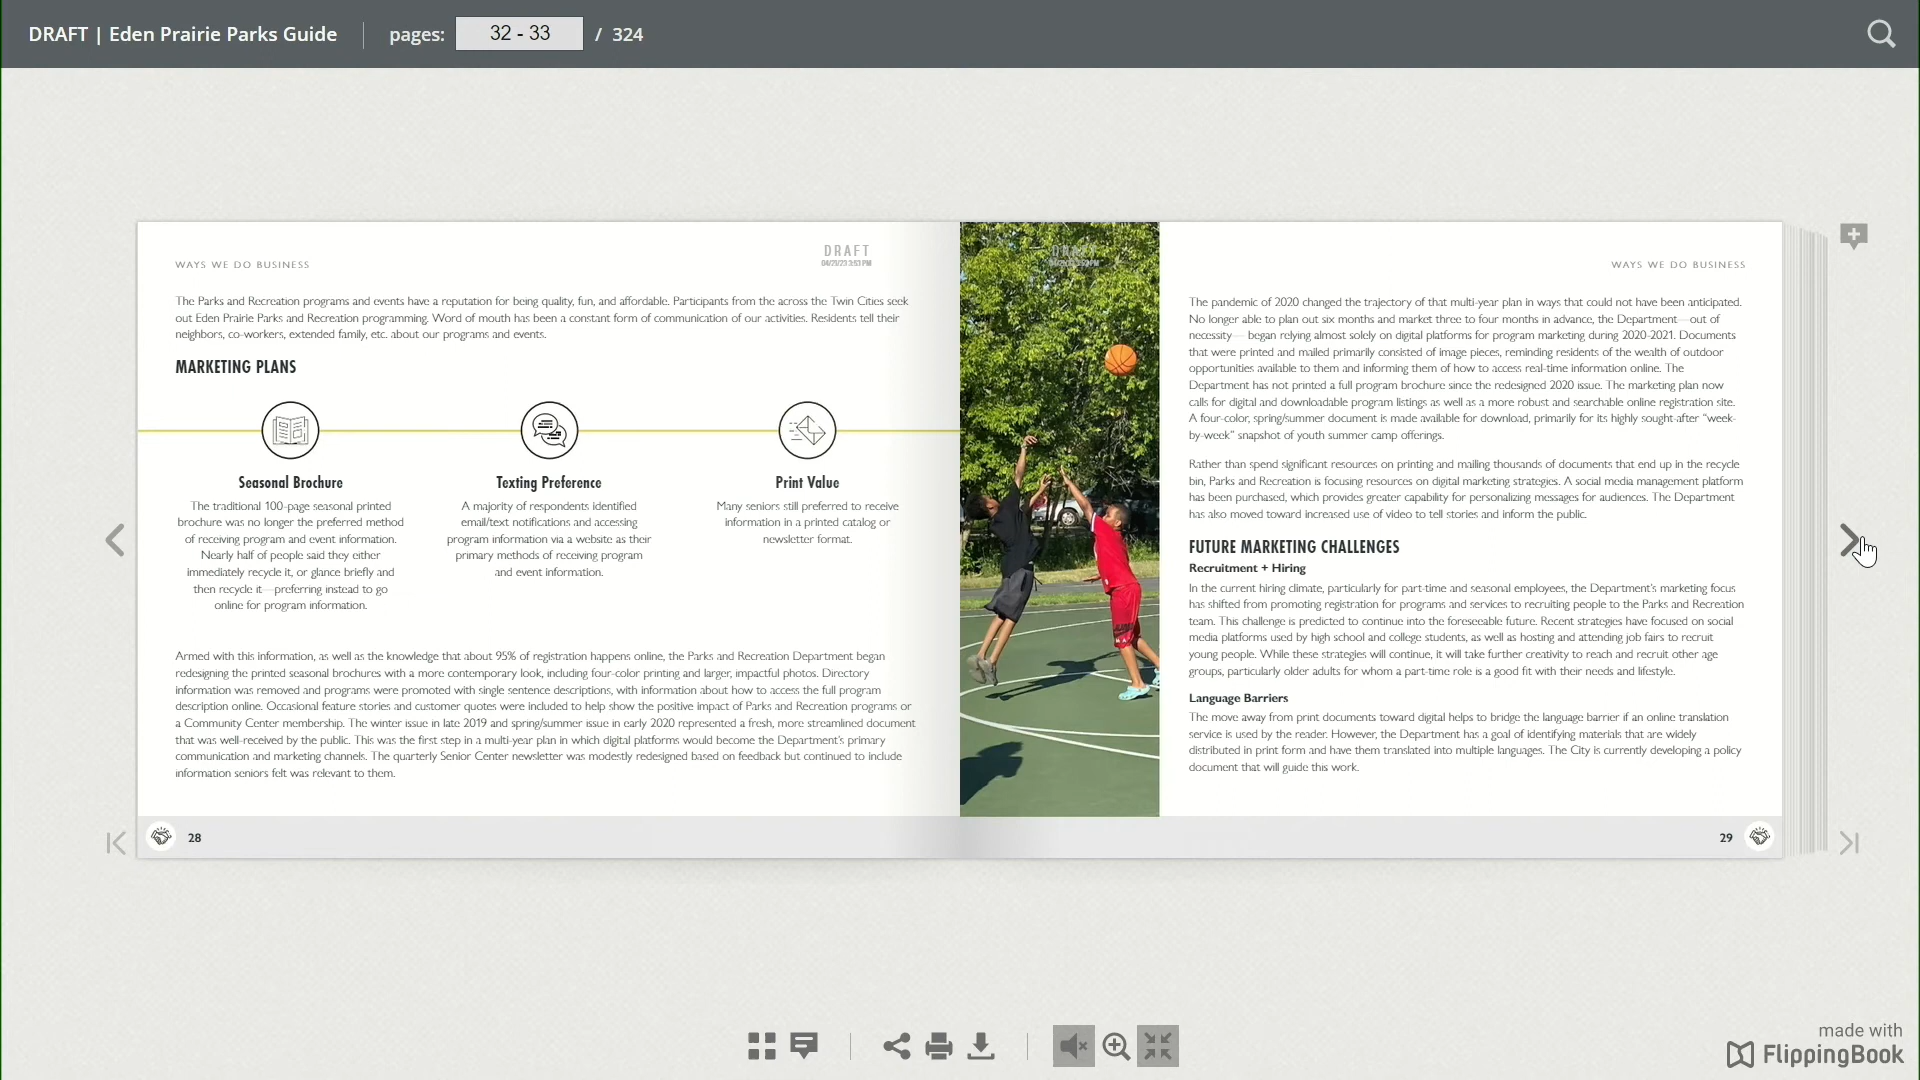 DRAFT | Eden Prairie Parks Guide
pages: 32 - 33 / 324
WAYS WE DO BUSINESS
DRAFT
The Parks and Recreation programs and events have a reputation for being quality, fun, and affordable. Participants from the across the Twin Cities seek
out Eden Prairie Parks and Recreation programming. Word of mouth has been a constant form of communication of our activities. Residents tell their
neighbors, co-workers, extended family, etc. about our programs and events.
MARKETING PLANS
Seasonal Brochure
The traditional 100-page seasonal printed
brochure was no longer the preferred method
of receiving program and event information.
Nearly half of people said they either
immediately recycle it, or glance briefly and
then recycle it—preferring instead to go
online for program information.
Texting Preference
A majority of respondents identified
email/text notifications and accessing
program information via a website as their
primary methods of receiving program
and event information.
Print Value
Many seniors still preferred to receive
information in a printed catalog or
newsletter format.
Armed with this information, as well as the knowledge that about 95% of registration happens online, the Parks and Recreation Department began
redesigning the printed seasonal brochures with a more contemporary look, including four-color printing and larger, impactful photos. Directory
information was removed and programs were promoted with single sentence descriptions, with information about how to access the full program
description online. Occasional feature stories and customer quotes were included to help show the positive impact of Parks and Recreation programs or
a Community Center membership. The winter issue in late 2019 and spring/summer issue in early 2020 represented a fresh, more streamlined document
that was well-received by the public. This was the first step in a multi-year plan in which digital platforms would become the Department's primary
communication and marketing channels. The quarterly Senior Center newsletter was modestly redesigned based on feedback but continued to include
information seniors felt was relevant to them.
28
DRAFT
WAYS WE DO BUSINESS
The pandemic of 2020 changed the trajectory of that multi-year plan in ways that could not have been anticipated.
No longer able to plan out six months and market three to four months in advance, the Department—out of
necessity— began relying almost solely on digital platforms for program marketing during 2020-2021. Documents
that were printed and mailed primarily consisted of image pieces, reminding residents of the wealth of outdoor
opportunities available to them and informing them of how to access real-time information online. The
Department has not printed a full program brochure since the redesigned 2020 issue. The marketing plan now
calls for digital and downloadable program listings as well as a more robust and searchable online registration site.
A four-color, spring/summer document is made available for download, primarily for its highly sought-after “week-
by-week” snapshot of youth summer camp offerings.
Rather than spend significant resources on printing and mailing thousands of documents that end up in the recycle
bin, Parks and Recreation is focusing resources on digital marketing strategies. A social media management platform
has been purchased, which provides greater capability for personalizing messages for audiences. The Department
has also moved toward increased use of video to tell stories and inform the public.
FUTURE MARKETING CHALLENGES
Recruitment + Hiring
In the current hiring climate, particularly for part-time and seasonal employees, the Department's marketing focus
has shifted from promoting registration for programs and services to recruiting people to the Parks and Recreation
team. This challenge is predicted to continue into the foreseeable future. Recent strategies have focused on social
media platforms used by high school and college students, as well as hosting and attending job fairs to recruit
young people. While these strategies will continue, it will take further creativity to reach and recruit other age
groups, particularly older adults for whom a part-time role is a good fit with their needs and lifestyle.
Language Barriers
The move away from print documents toward digital helps to bridge the language barrier if an online translation
service is used by the reader. However, the Department has a goal of identifying materials that are widely
distributed in print form and have them translated into multiple languages. The City is currently developing a policy
document that will guide this work.
29
made with
FlippingBook